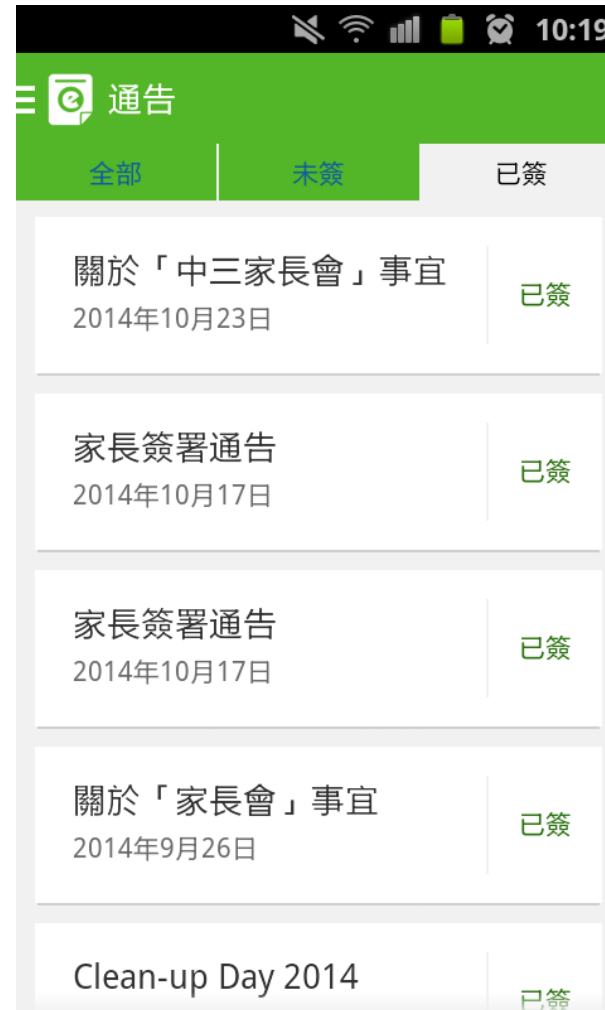 10:19
通告
全部 未簽 已簽
關於「中三家長會」事宜
2014年10月23日
已簽
家長簽署通告
2014年10月17日
已簽
家長簽署通告
2014年10月17日
已簽
關於「家長會」事宜
2014年9月26日
已簽
Clean-up Day 2014
已簽